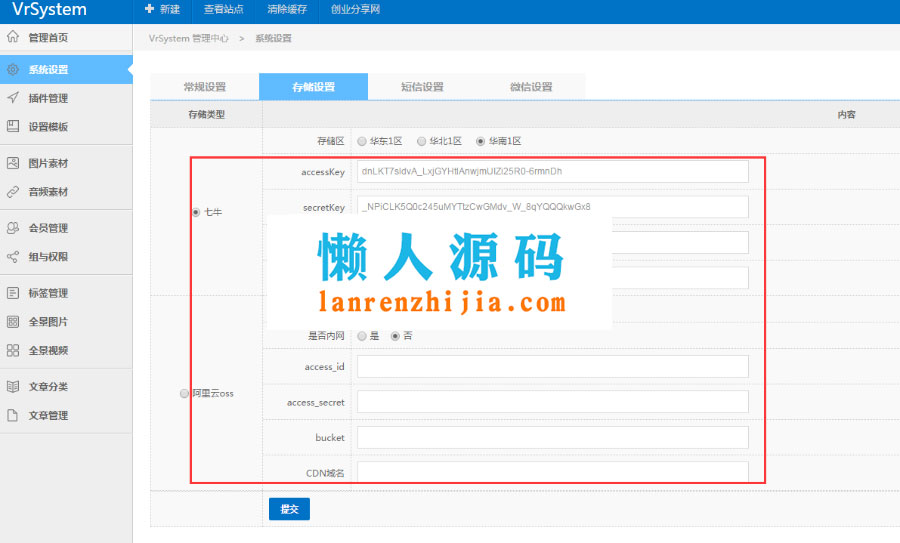 VrSystem
新建 查看站点 清除缓存 创业分享网
VrSystem 管理中心 > 系统设置
管理首页
系统设置
插件管理
设置模板
图片素材
音频素材
会员管理
组与权限
标签管理
全景图片
全景视频
文章分类
文章管理
常规设置 存储设置 短信设置 微信设置
存储类型 内容
存储区 华东1区 华北1区 华南1区
七牛
accessKey
secretKey
懒人源码
lanrenzhijia.com
是否内网 是 否
阿里云oss
access_id
access_secret
bucket
CDN域名
提交